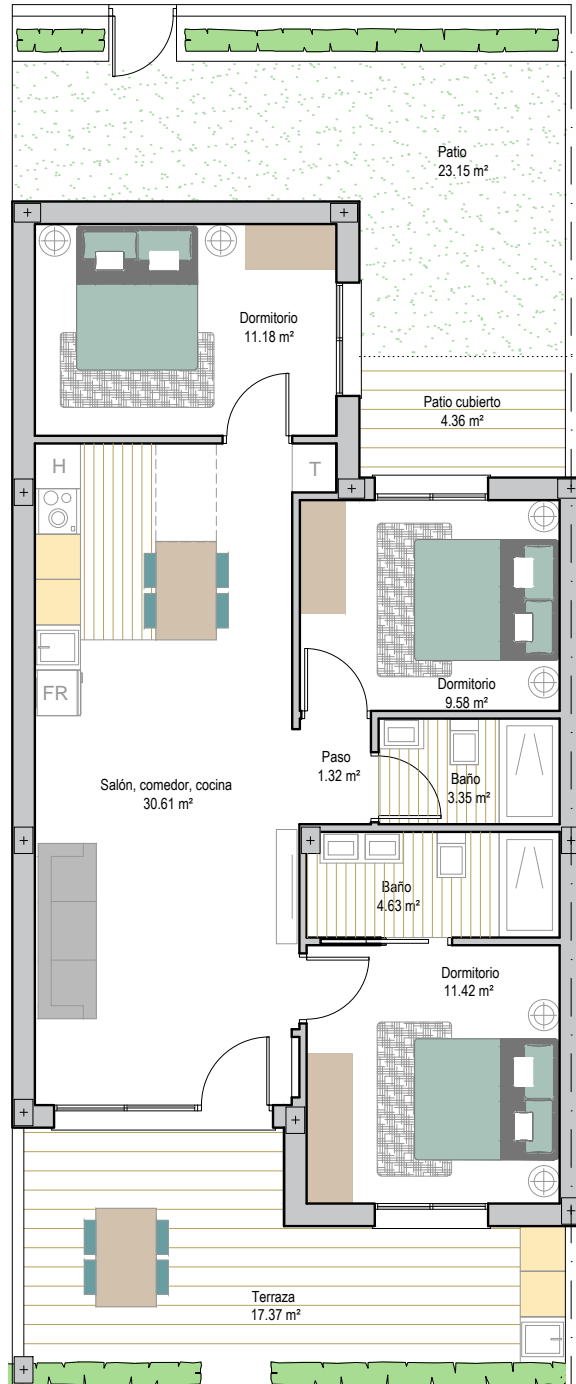 Patio
23.15 m²
Dormitorio
11.18 m²
Patio cubierto
4.36 m²
H
T
Dormitorio
9.58 m²
FR
Paso
1.32 m²
Baño
3.35 m²
Salón, comedor, cocina
30.61 m²
Baño
4.63 m²
Dormitorio
11.42 m²
Terraza
17.37 m²